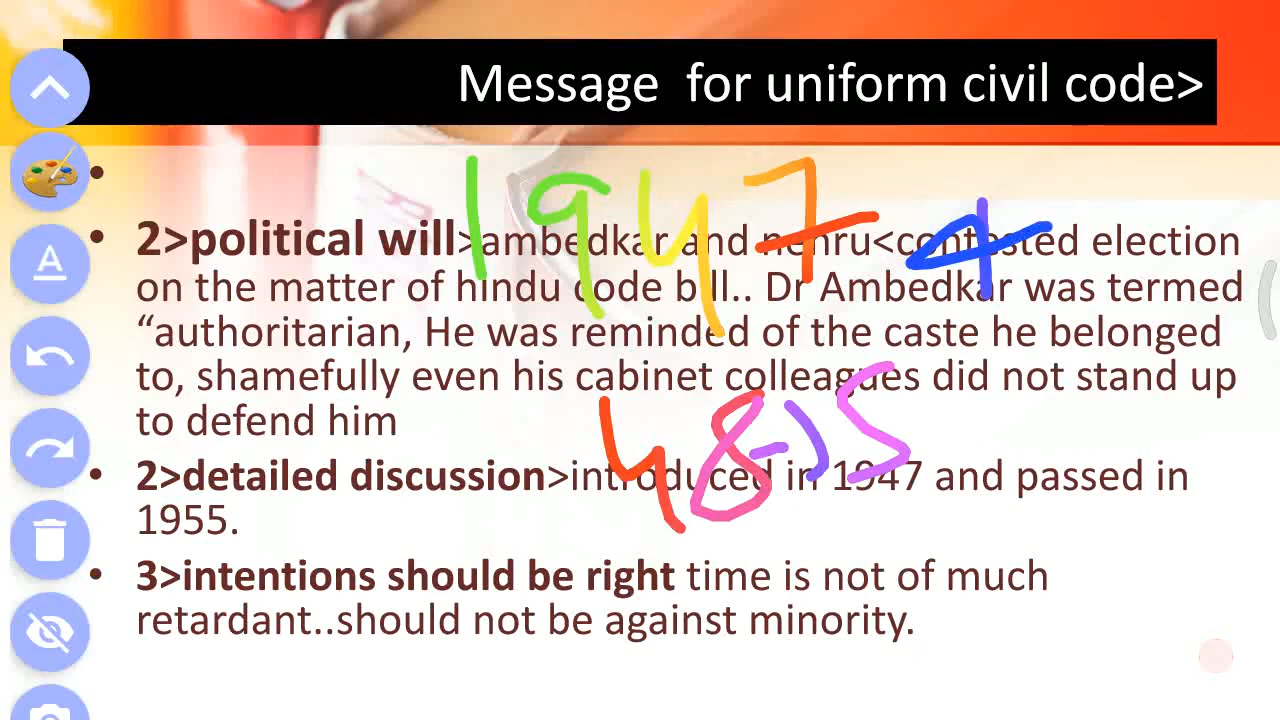 Message  for uniform civil code>
1947 4
2>political will>ambedkar and nehru<contested election
on the matter of hindu code bill.. Dr Ambedkar was termed
“authoritarian, He was reminded of the caste he belonged
to, shamefully even his cabinet colleagues did not stand up
to defend him
48-15
2>detailed discussion>introduced in 1947 and passed in
1955.
3>intentions should be right time is not of much
retardant..should not be against minority.